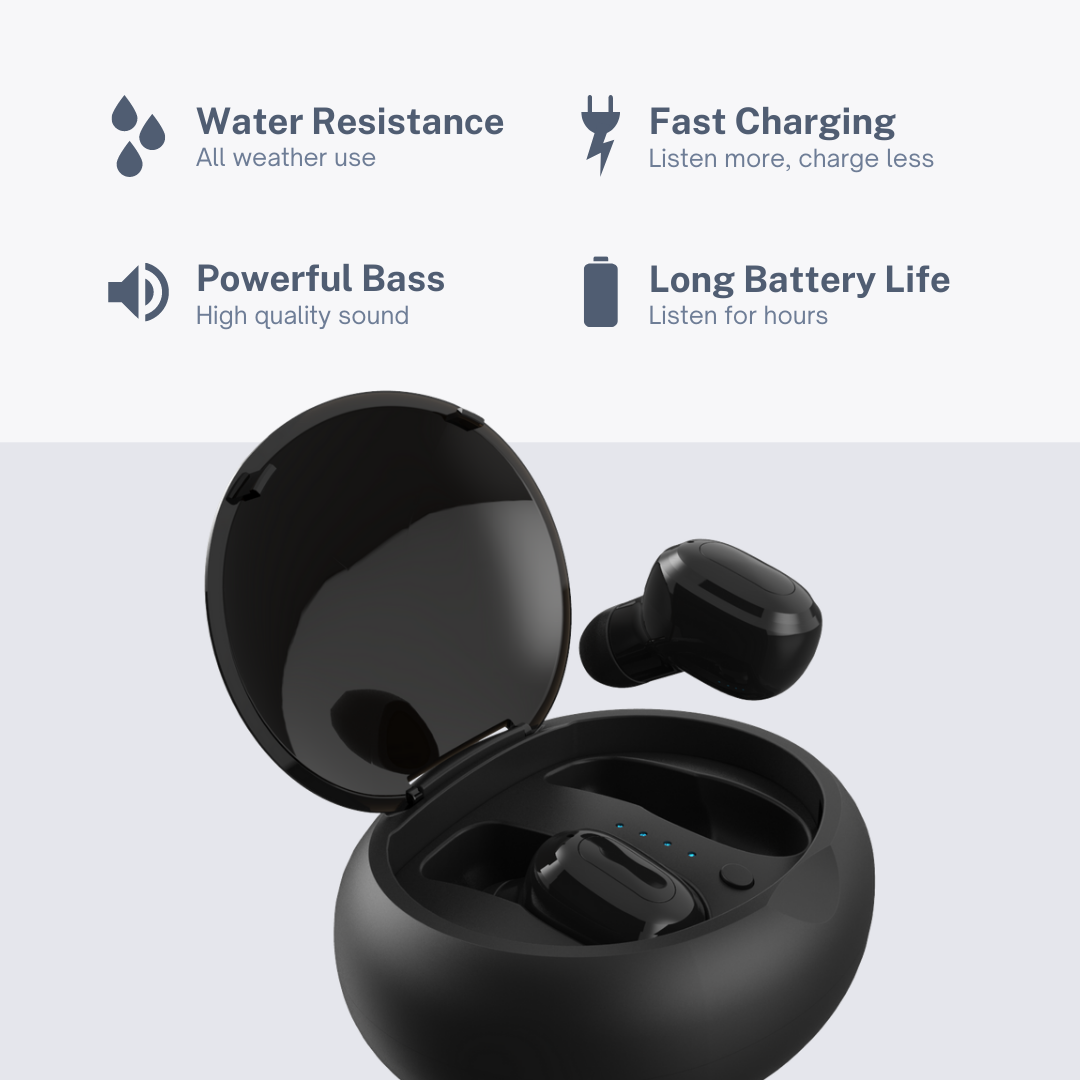 Water Resistance
All weather use
Fast Charging
Listen more, charge less
Powerful Bass
High quality sound
Long Battery Life
Listen for hours